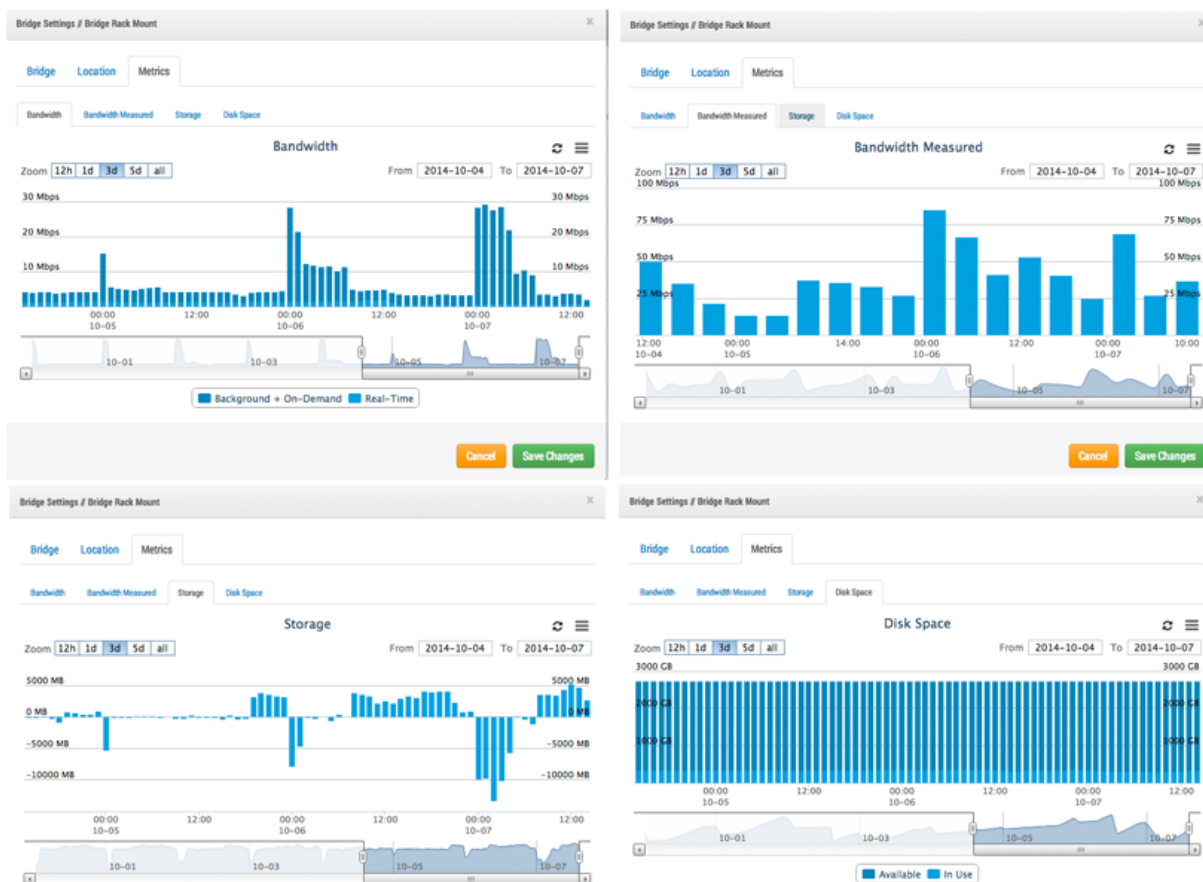 Bridge Settings // Bridge Rack Mount ×
Bridge Location Metrics
Bandwidth Bandwidth Measured Storage Disk Space
Bandwidth
Zoom 12h 1d 3d 5d all From 2014-10-04 To 2014-10-07
30 Mbps 30 Mbps
20 Mbps 20 Mbps
10 Mbps 10 Mbps
00:00 12:00 00:00 12:00 00:00 12:00
10-05 10-06 10-07
10-01 10-03 10-05 10-07
Background + On-Demand Real-Time
Cancel Save Changes
Bridge Settings // Bridge Rack Mount ×
Bridge Location Metrics
Bandwidth Bandwidth Measured Storage Disk Space
Bandwidth Measured
Zoom 12h 1d 3d 5d all From 2014-10-04 To 2014-10-07
100 Mbps 100 Mbps
75 Mbps 75 Mbps
50 Mbps 50 Mbps
25 Mbps 25 Mbps
12:00 00:00 14:00 00:00 12:00 00:00 10:00
10-04 10-05 10-06 10-07
10-01 10-03 10-05 10-07
Cancel Save Changes
Bridge Settings // Bridge Rack Mount ×
Bridge Location Metrics
Bandwidth Bandwidth Measured Storage Disk Space
Storage
Zoom 12h 1d 3d 5d all From 2014-10-04 To 2014-10-07
5000 MB 5000 MB
0 MB 0 MB
-5000 MB -5000 MB
-10000 MB -10000 MB
00:00 12:00 00:00 12:00 00:00 12:00
10-05 10-06 10-07
10-01 10-03 10-05 10-07
Bridge Settings // Bridge Rack Mount ×
Bridge Location Metrics
Bandwidth Bandwidth Measured Storage Disk Space
Disk Space
Zoom 12h 1d 3d 5d all From 2014-10-04 To 2014-10-07
3000 GB 3000 GB
2000 GB 2000 GB
1000 GB 1000 GB
00:00 12:00 00:00 12:00 00:00 12:00
10-05 10-06 10-07
10-01 10-03 10-05 10-07
Available In Use